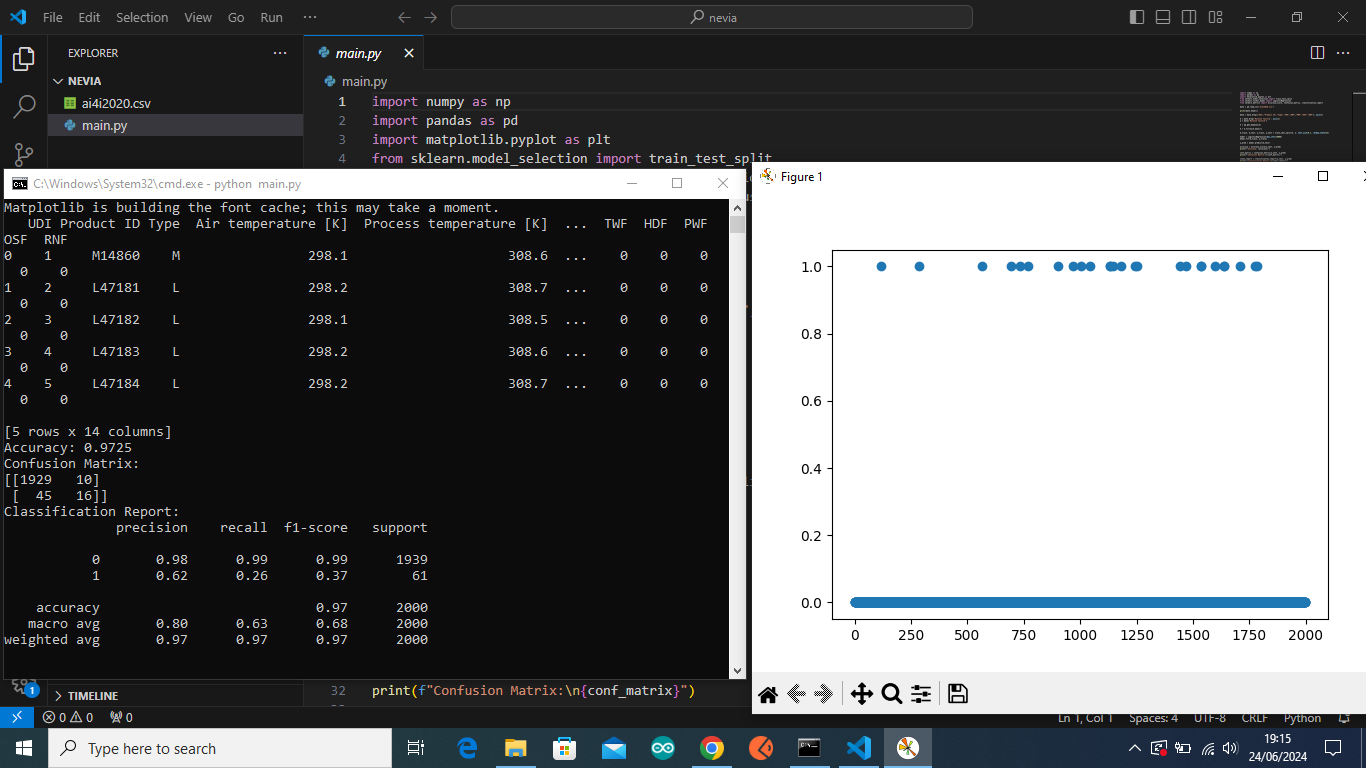 File Edit Selection View Go Run ··· nevia
EXPLORER ···
NEVIA
ai4i2020.csv
main.py
main.py
main.py
1 import numpy as np
2 import pandas as pd
3 import matplotlib.pyplot as plt
4 from sklearn.model_selection import train_test_split
C:\Windows\System32\cmd.exe - python main.py
Matplotlib is building the font cache; this may take a moment.
UDI Product ID Type Air temperature [K] Process temperature [K] ... TWF HDF PWF
OSF RNF
0 1 M14860 M 298.1 308.6 ... 0 0 0
0 0
1 2 L47181 L 298.2 308.7 ... 0 0 0
0 0
2 3 L47182 L 298.1 308.5 ... 0 0 0
0 0
3 4 L47183 L 298.2 308.6 ... 0 0 0
0 0
4 5 L47184 L 298.2 308.7 ... 0 0 0
0 0
[5 rows x 14 columns]
Accuracy: 0.9725
Confusion Matrix:
[[1929 10]
[ 45 16]]
Classification Report:
precision recall f1-score support
0 0.98 0.99 0.99 1939
1 0.62 0.26 0.37 61
accuracy 0.97 2000
macro avg 0.80 0.63 0.68 2000
weighted avg 0.97 0.97 0.97 2000
Figure 1
1.0
0.8
0.6
0.4
0.2
0.0
0 250 500 750 1000 1250 1500 1750 2000
1
TIMELINE
32 print(f"Confusion Matrix:\n{conf_matrix}")
0 0 0
Ln 1, Col 1 Spaces: 4 UTF-8 CRLF Python
Type here to search
19:15
24/06/2024